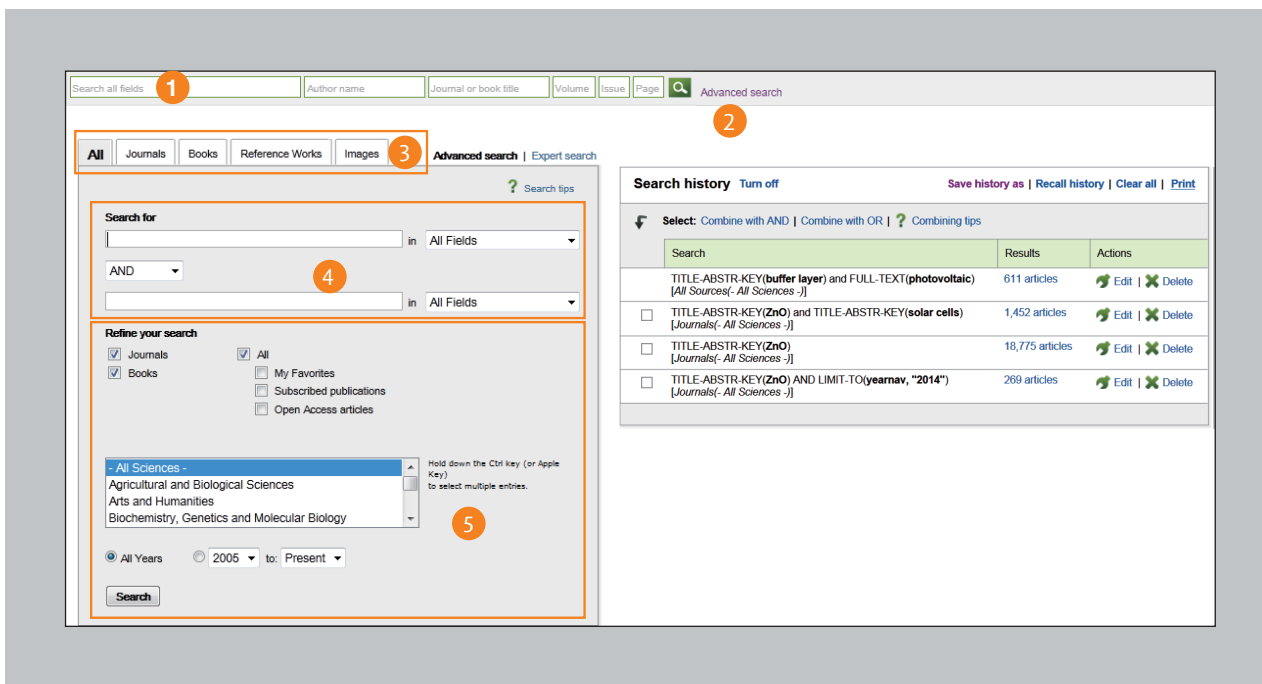 Search all fields 1 Author name Journal or book title Volume Issue Page Advanced search
2
All Journals Books Reference Works Images 3 Advanced search | Expert search
? Search tips
Search for
in All Fields
AND
4
in All Fields
Refine your search
Journals All
Books My Favorites
Subscribed publications
Open Access articles
- All Sciences -
Agricultural and Biological Sciences
Arts and Humanities
Biochemistry, Genetics and Molecular Biology
Hold down the Ctrl key (or Apple
Key)
to select multiple entries.
5
All Years 2005 to: Present
Search
Search history Turn off Save history as | Recall history | Clear all | Print
Select: Combine with AND | Combine with OR | ? Combining tips
Search Results Actions
TITLE-ABSTR-KEY(buffer layer) and FULL-TEXT(photovoltaic) 611 articles Edit | Delete
[All Sources(- All Sciences -)]
TITLE-ABSTR-KEY(ZnO) and TITLE-ABSTR-KEY(solar cells) 1,452 articles Edit | Delete
[Journals(- All Sciences -)]
TITLE-ABSTR-KEY(ZnO) 18,775 articles Edit | Delete
[Journals(- All Sciences -)]
TITLE-ABSTR-KEY(ZnO) AND LIMIT-TO(yearnav, "2014") 269 articles Edit | Delete
[Journals(- All Sciences -)]